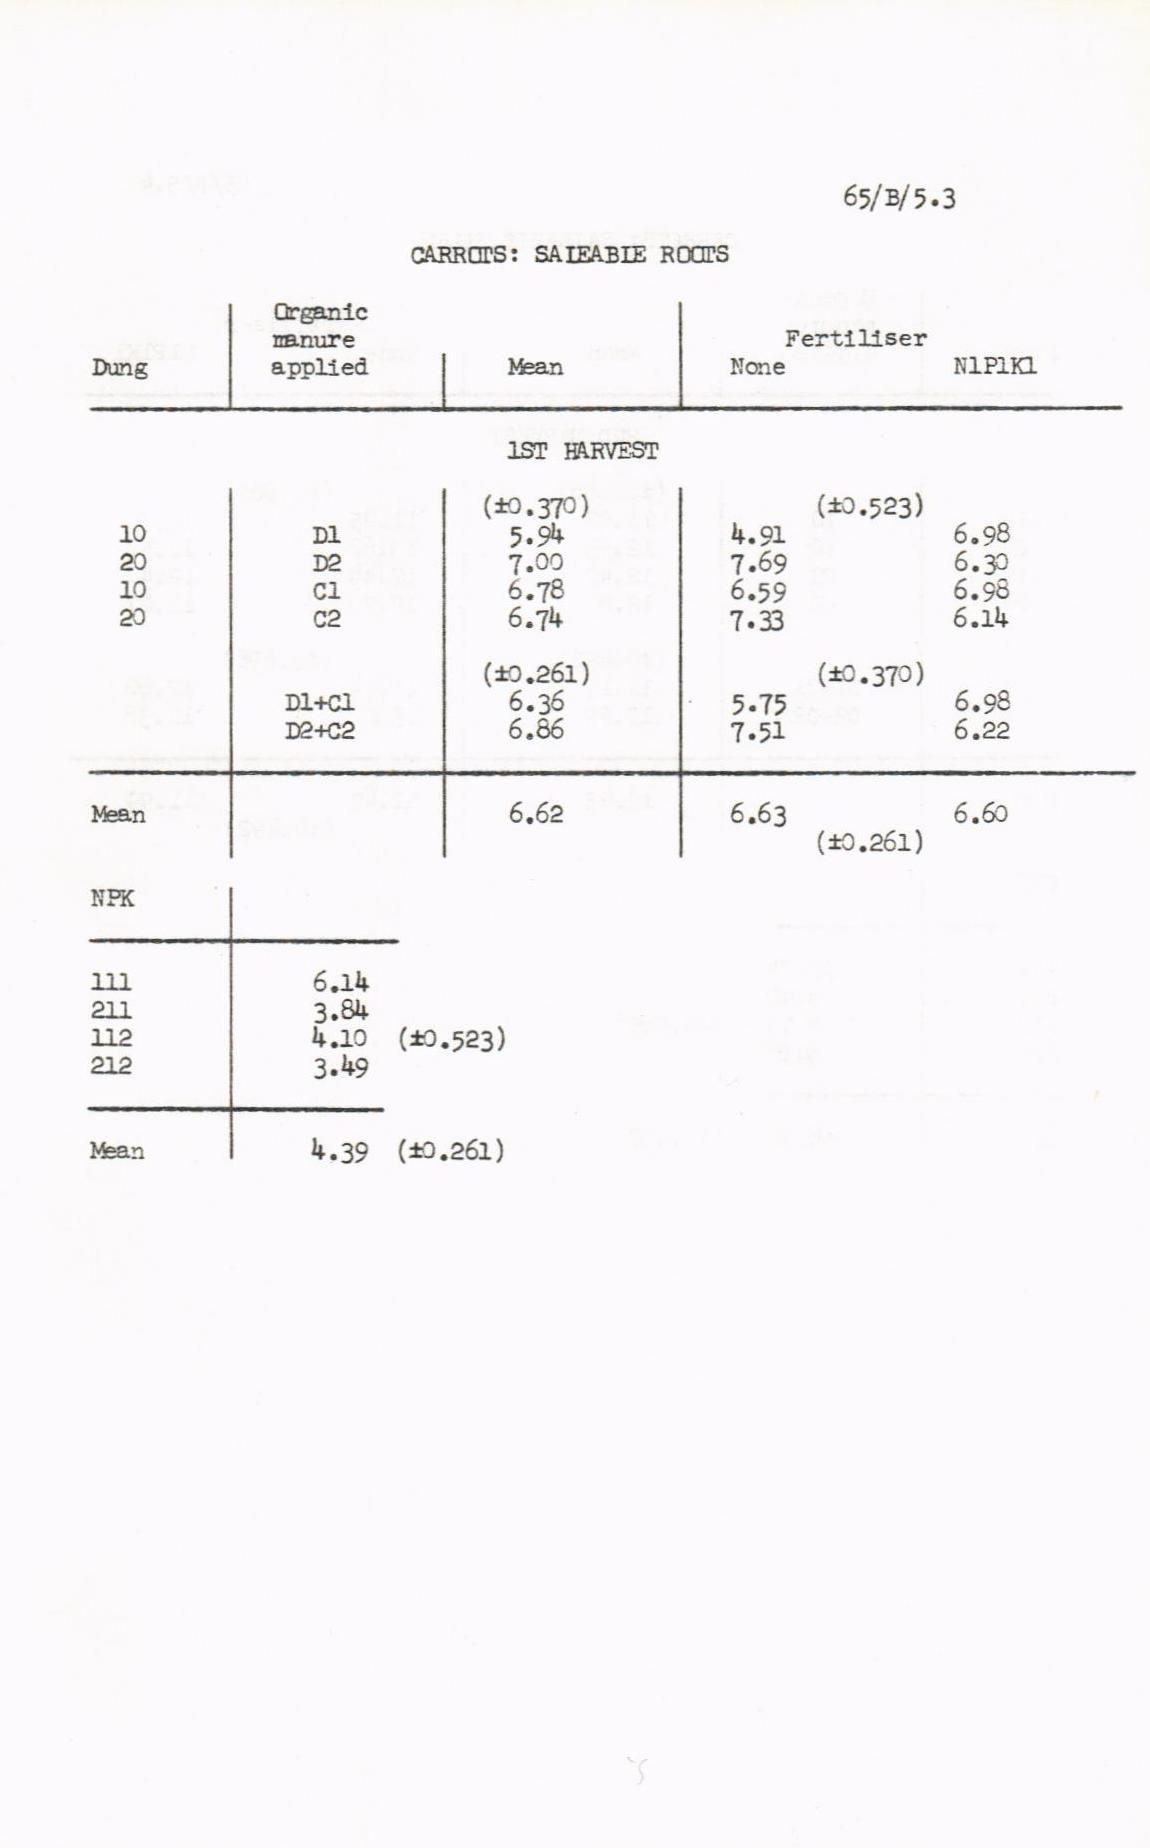 65/B/5.3
CARROTS: SALEABLE ROOTS
Organic
manure Fertiliser
Dung applied Mean None N1P1K1
1ST HARVEST
(±0.370) (±0.523)
10 D1 5.94 4.91 6.98
20 D2 7.00 7.69 6.30
10 C1 6.78 6.59 6.98
20 C2 6.74 7.33 6.14
(±0.261) (±0.370)
D1+C1 6.36 5.75 6.98
D2+C2 6.86 7.51 6.22
Mean 6.62 6.63 6.60
(±0.261)
NPK
111 6.14
211 3.84
112 4.10 (±0.523)
212 3.49
Mean 4.39 (±0.261)